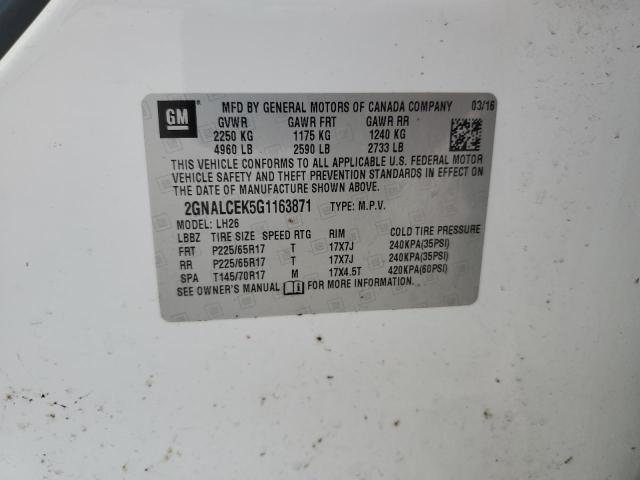 GM
MFD BY GENERAL MOTORS OF CANADA COMPANY 03/16
GVWR GAWR FRT GAWR RR
2250 KG 1175 KG 1240 KG
4960 LB 2590 LB 2733 LB
THIS VEHICLE CONFORMS TO ALL APPLICABLE U.S. FEDERAL MOTOR
VEHICLE SAFETY AND THEFT PREVENTION STANDARDS IN EFFECT ON
THE DATE OF MANUFACTURE SHOWN ABOVE.
2GNALCEK5G1163871 TYPE: M.P.V.
MODEL: LH26
LBBZ TIRE SIZE SPEED RTG RIM COLD TIRE PRESSURE
FRT P225/65R17 T 17X7J 240KPA(35PSI)
RR P225/65R17 T 17X7J 240KPA(35PSI)
SPA T145/70R17 M 17X4.5T 420KPA(60PSI)
SEE OWNER'S MANUAL FOR MORE INFORMATION.